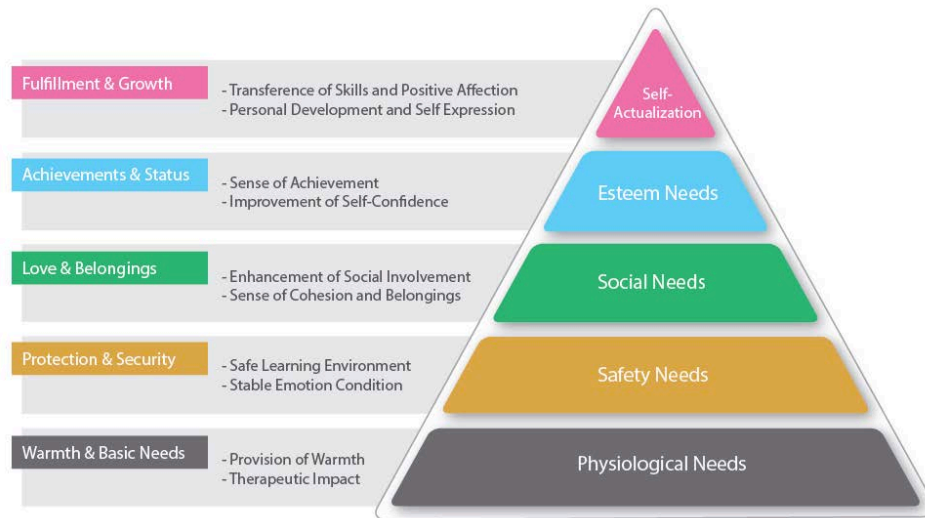 Fulfillment & Growth
- Transference of Skills and Positive Affection
- Personal Development and Self Expression
Self-
Actualization
Achievements & Status
- Sense of Achievement
- Improvement of Self-Confidence
Esteem Needs
Love & Belongings
- Enhancement of Social Involvement
- Sense of Cohesion and Belongings
Social Needs
Protection & Security
- Safe Learning Environment
- Stable Emotion Condition
Safety Needs
Warmth & Basic Needs
- Provision of Warmth
- Therapeutic Impact
Physiological Needs